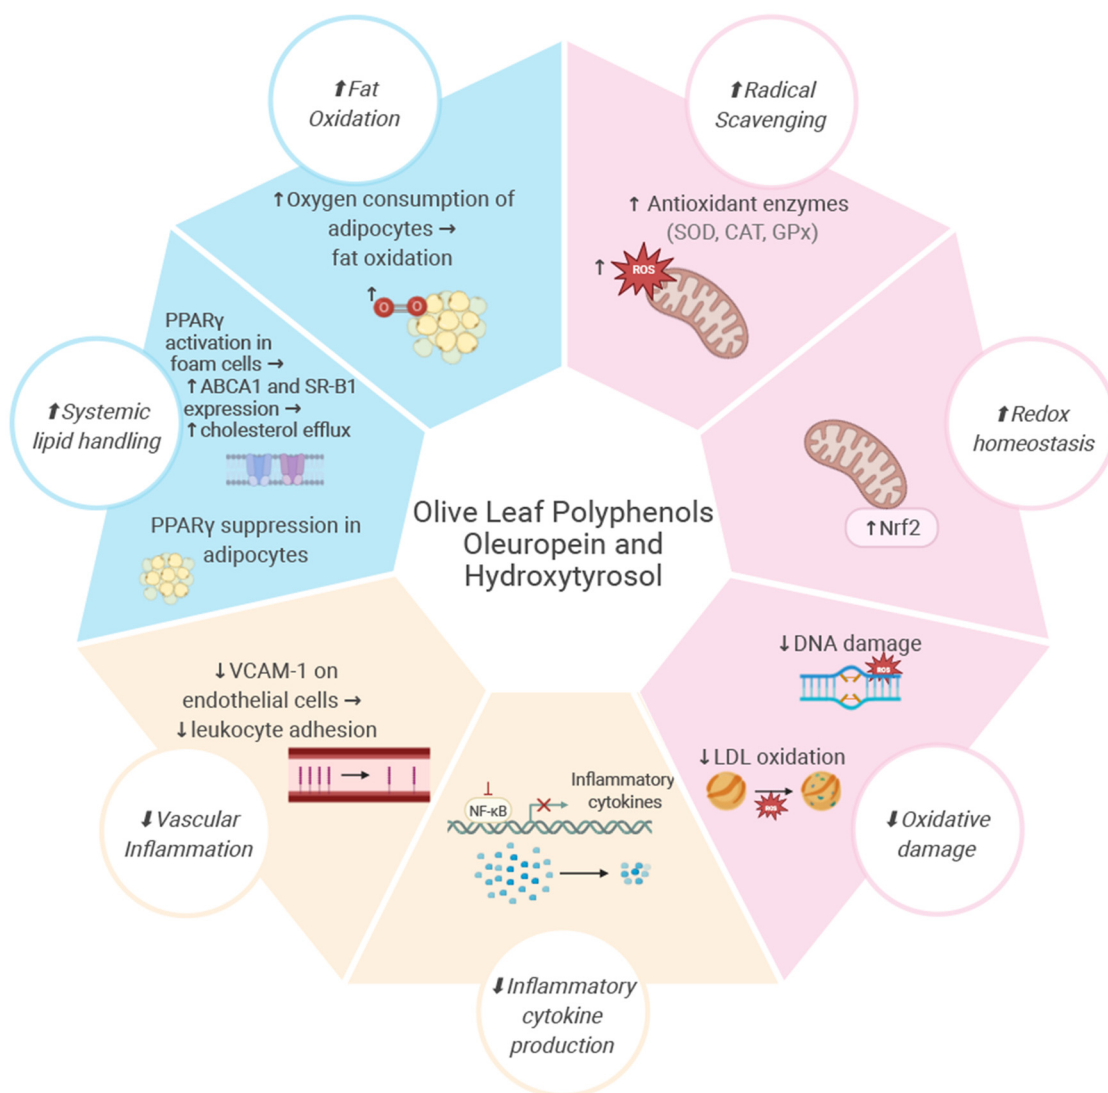 ⬆Fat
Oxidation
⬆Radical
Scavenging
↑Oxygen consumption of
adipocytes →
fat oxidation
↑
O=O
↑ Antioxidant enzymes
(SOD, CAT, GPx)
↑
ROS
PPARγ
activation in
foam cells →
↑ABCA1 and SR-B1
expression →
↑cholesterol efflux
⬆Systemic
lipid handling
PPARγ suppression in
adipocytes
⬆Redox
homeostasis
↑Nrf2
Olive Leaf Polyphenols
Oleuropein and
Hydroxytyrosol
↓DNA damage
ROS
↓LDL oxidation
ROS
⬇Oxidative
damage
↓VCAM-1 on
endothelial cells →
↓leukocyte adhesion
⬇Vascular
Inflammation
NF-κB
Inflammatory
cytokines
⬇Inflammatory
cytokine
production